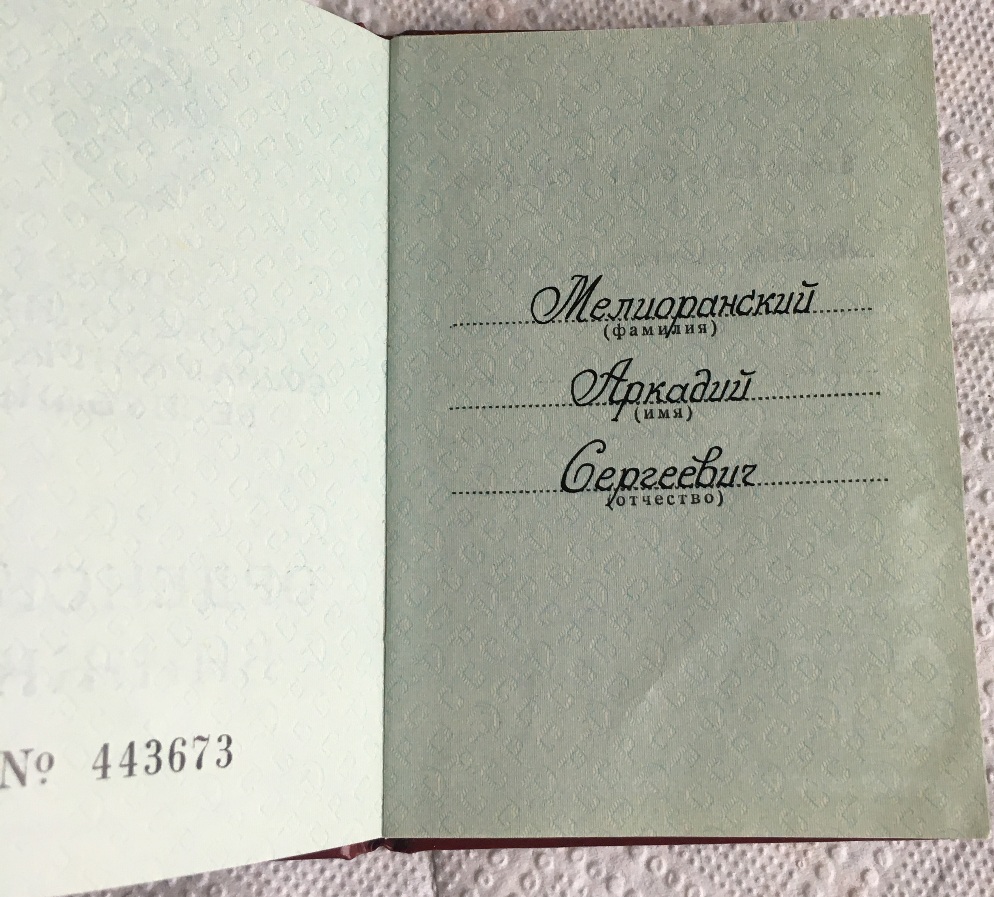 № 443673
Мелиоранский
(фамилия)
Аркадий
(имя)
Сергеевич
(отчество)